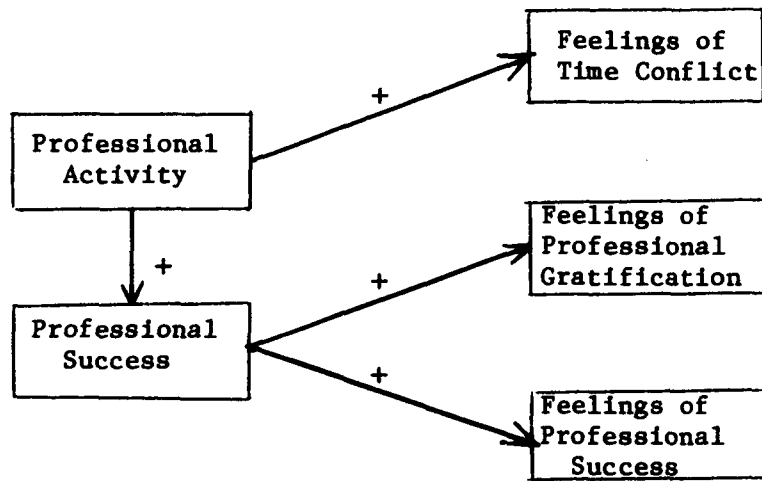 Feelings of
Time Conflict
+
Professional
Activity
+
Feelings of
Professional
Gratification
+
Professional
Success
+
Feelings of
Professional
Success